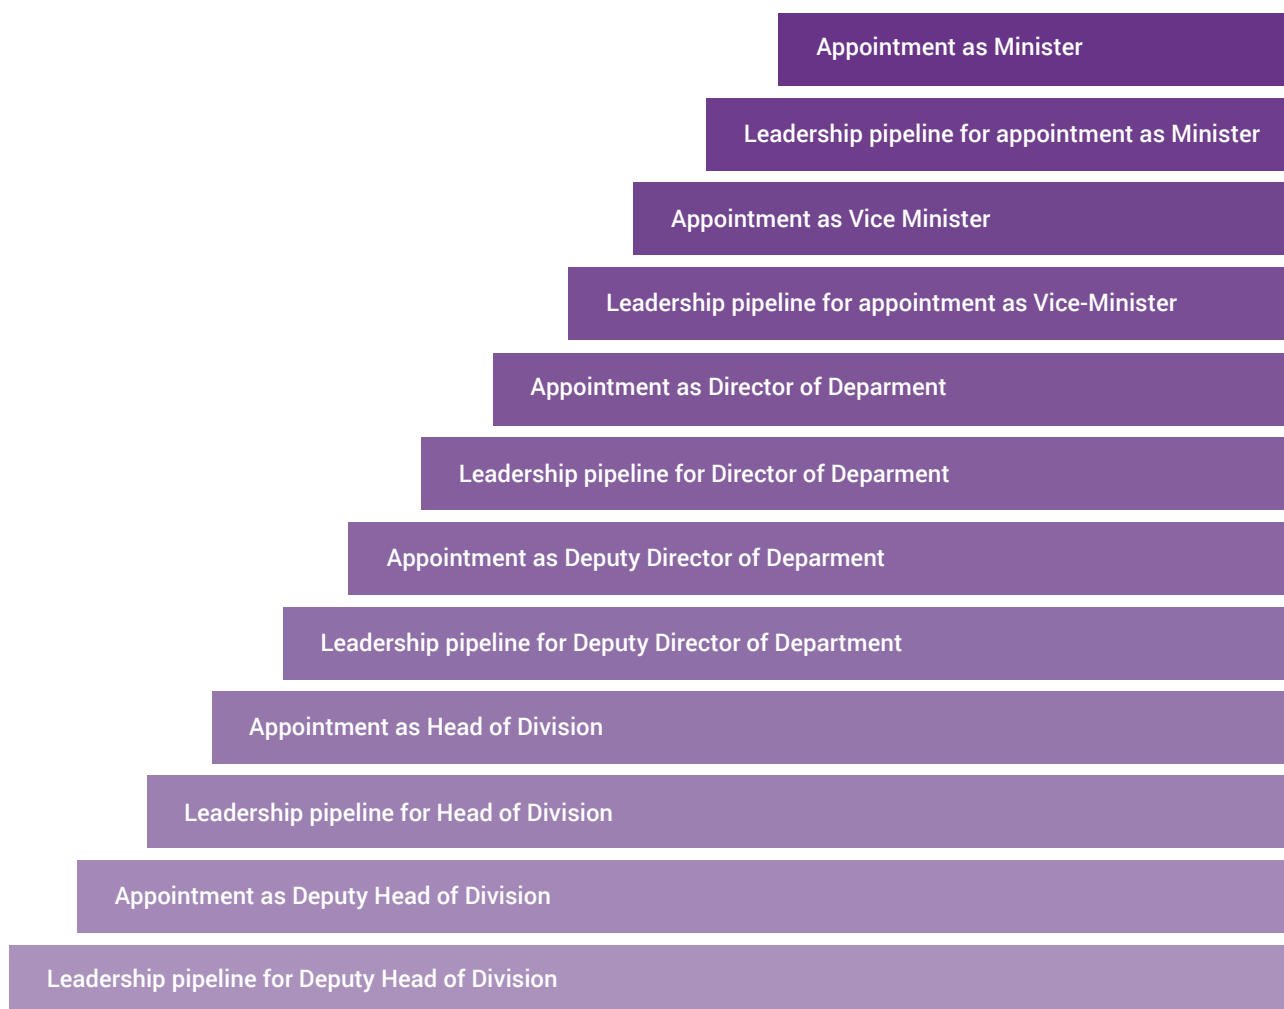 Appointment as Minister
Leadership pipeline for appointment as Minister
Appointment as Vice Minister
Leadership pipeline for appointment as Vice-Minister
Appointment as Director of Deparment
Leadership pipeline for Director of Deparment
Appointment as Deputy Director of Deparment
Leadership pipeline for Deputy Director of Department
Appointment as Head of Division
Leadership pipeline for Head of Division
Appointment as Deputy Head of Division
Leadership pipeline for Deputy Head of Division